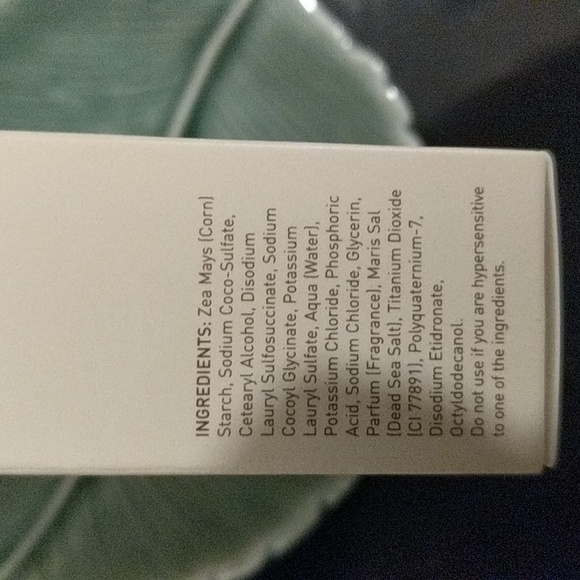 INGREDIENTS: Zea Mays (Corn)
Starch, Sodium Coco-Sulfate,
Cetearyl Alcohol, Disodium
Lauryl Sulfosuccinate, Sodium
Cocoyl Glycinate, Potassium
Lauryl Sulfate, Aqua (Water),
Potassium Chloride, Phosphoric
Acid, Sodium Chloride, Glycerin,
Parfum (Fragrance), Maris Sal
(Dead Sea Salt), Titanium Dioxide
(CI 77891), Polyquaternium-7,
Disodium Etidronate,
Octyldodecanol.
Do not use if you are hypersensitive
to one of the ingredients.